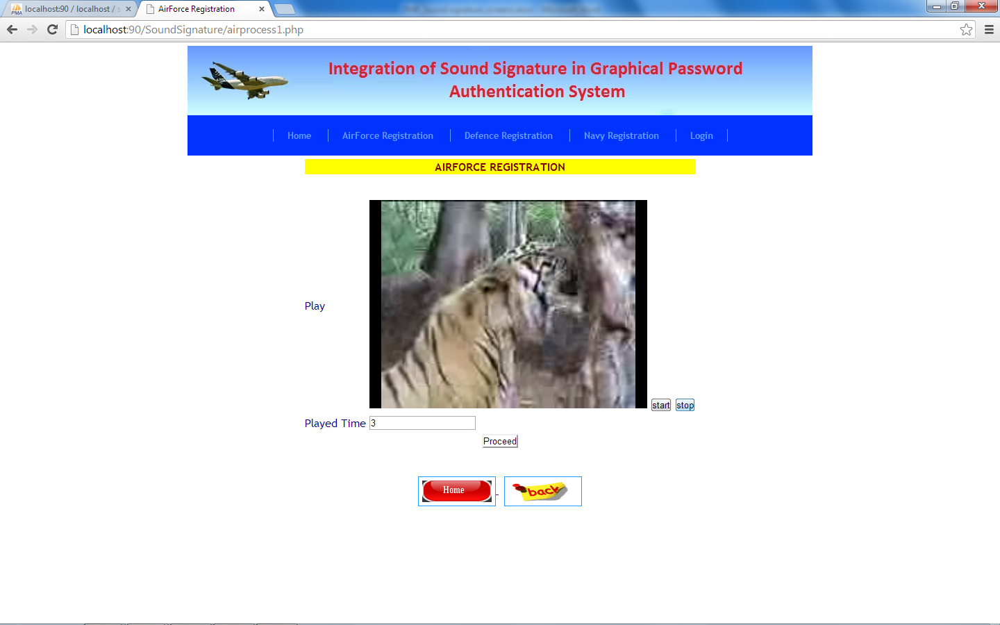 localhost:90 / localhost / s
AirForce Registration
localhost:90/SoundSignature/airprocess1.php
Integration of Sound Signature in Graphical Password
Authentication System
Home
AirForce Registration
Defence Registration
Navy Registration
Login
AIRFORCE REGISTRATION
Play
start
stop
Played Time
3
Proceed
Home
back